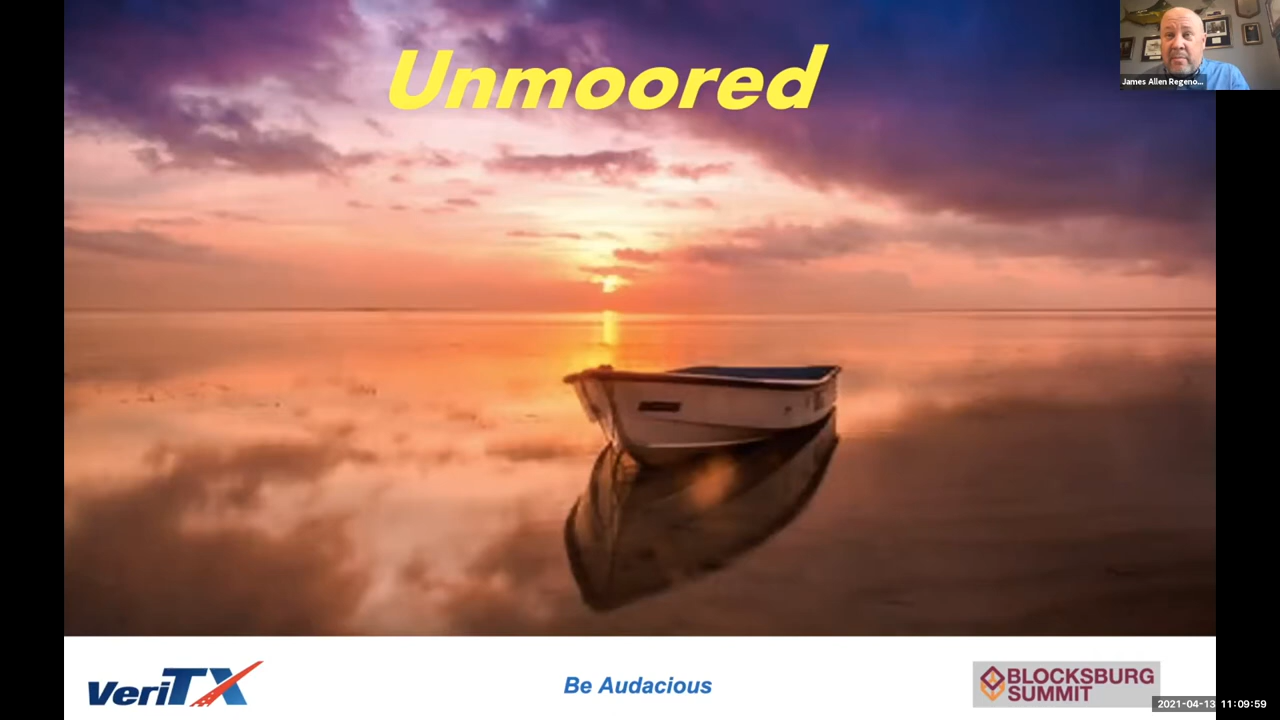 Unmoored
James Allen Regeno...
VeriTX
Be Audacious
BLOCKSBURG
SUMMIT
2021-04-13 11:09:59